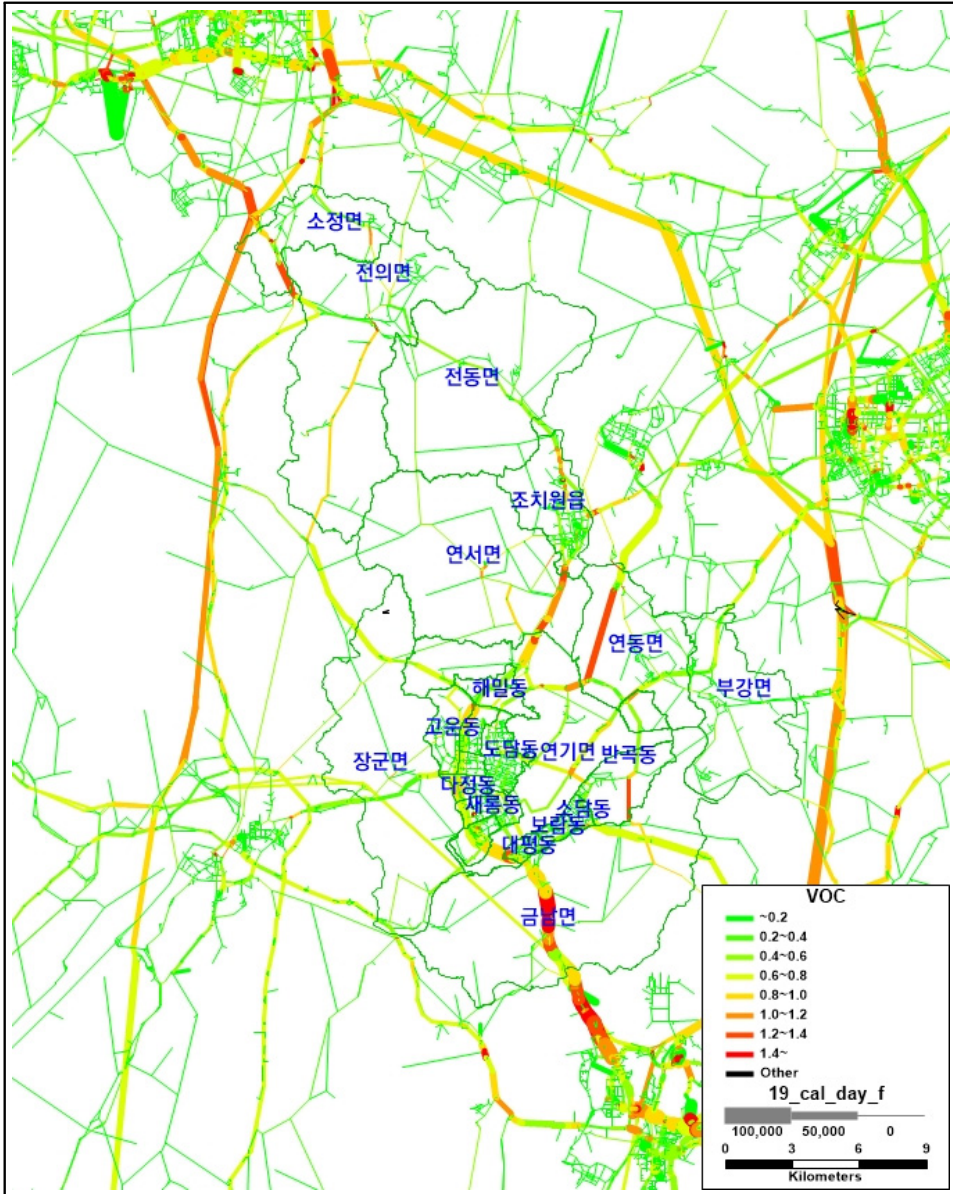 소정면
전의면
전동면
조치원읍
연서면
연동면
해밀동
부강면
고운동
도담동
연기면
반곡동
장군면
다정동
새롬동
소담동
보람동
대평동
금남면
VOC
~0.2
0.2~0.4
0.4~0.6
0.6~0.8
0.8~1.0
1.0~1.2
1.2~1.4
1.4~
Other
19_cal_day_f
100,000 50,000 0
0 3 6 9
Kilometers